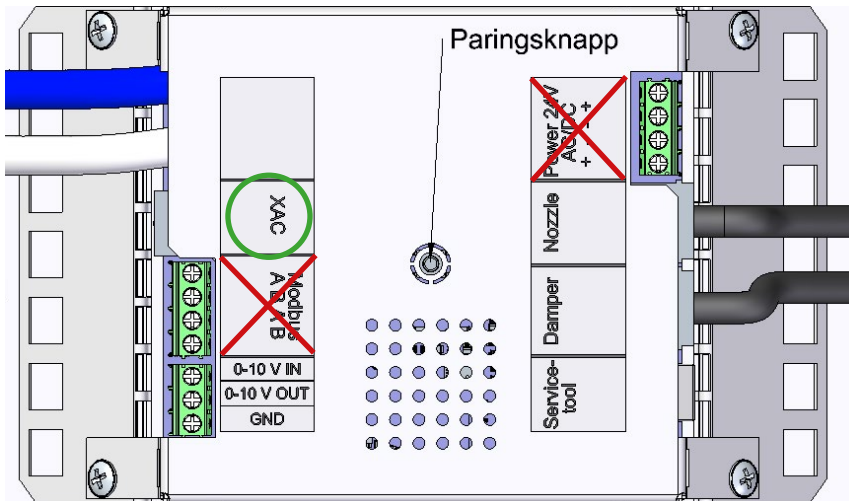 Paringsknapp
XAC
Modbus
A B A B
0-10 V IN
0-10 V OUT
GND
Power 24V
AC/DC
+ - - +
Nozzle
Damper
Service-
tool